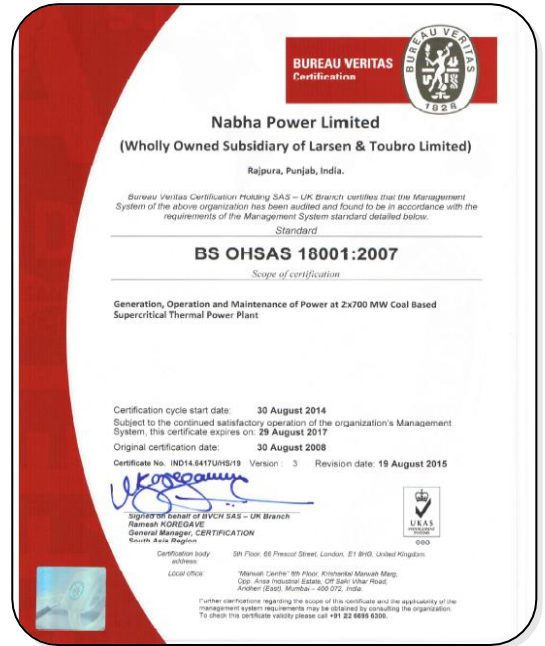 BUREAU VERITAS
Certification
BUREAU VERITAS
1828
Nabha Power Limited
(Wholly Owned Subsidiary of Larsen & Toubro Limited)
Rajpura, Punjab, India.
Bureau Veritas Certification Holding SAS – UK Branch certifies that the Management
System of the above organization has been audited and found to be in accordance with the
requirements of the Management System standard detailed below.
Standard
BS OHSAS 18001:2007
Scope of certification
Generation, Operation and Maintenance of Power at 2x700 MW Coal Based
Supercritical Thermal Power Plant
Certification cycle start date: 30 August 2014
Subject to the continued satisfactory operation of the organization's Management
System, this certificate expires on: 29 August 2017
Original certification date: 30 August 2008
Certificate No. IND14.6417U/HS/19 Version : 3 Revision date: 19 August 2015
Signed on behalf of BVCH SAS – UK Branch
Ramesh KOREGAVE
General Manager, CERTIFICATION
South Asia Region
UKAS
MANAGEMENT
SYSTEMS
008
Certification body
address: 5th Floor, 66 Prescot Street, London, E1 8HG, United Kingdom.
Local office: "Marwah Centre" 6th Floor, Krishanlal Marwah Marg,
Opp. Ansa Industrial Estate, Off Saki Vihar Road,
Andheri (East), Mumbai – 400 072, India.
Further clarifications regarding the scope of this certificate and the applicability of the
management system requirements may be obtained by consulting the organization.
To check this certificate validity please call +91 22 6695 6300.